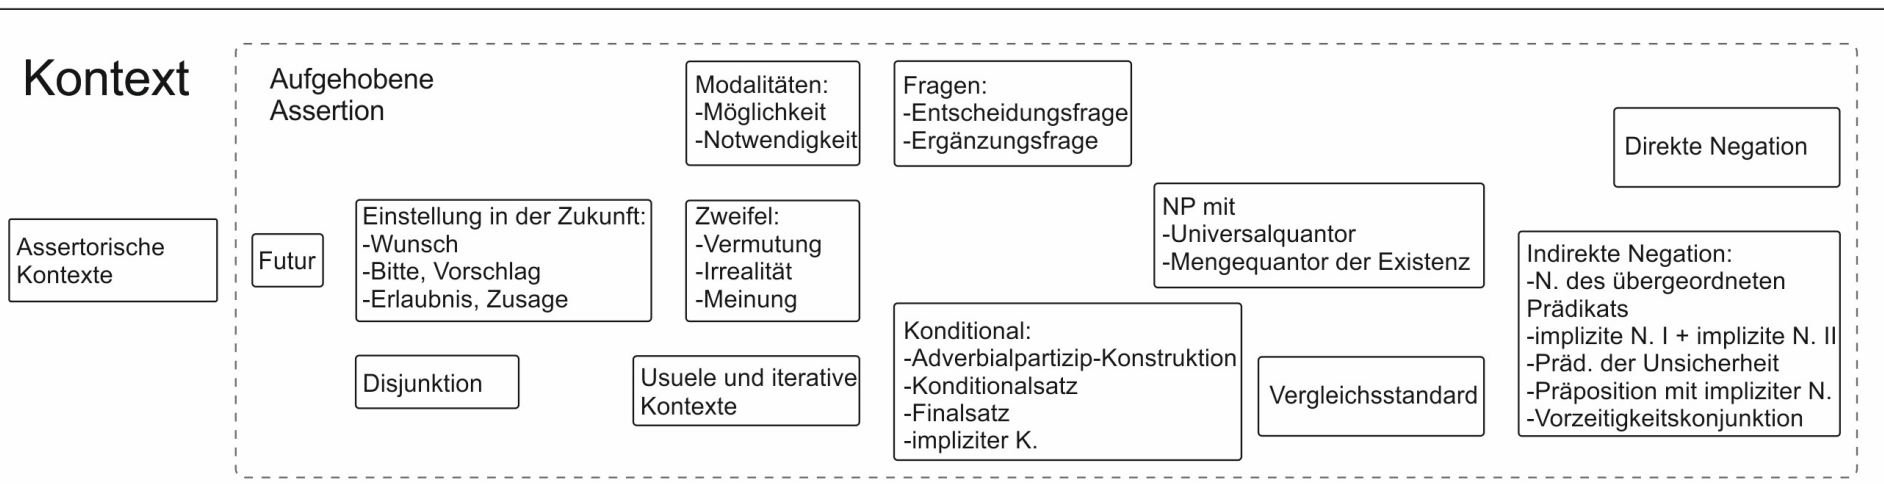 Kontext
Aufgehobene
Assertion
Modalitäten:
-Möglichkeit
-Notwendigkeit
Fragen:
-Entscheidungsfrage
-Ergänzungsfrage
Direkte Negation
Assertorische
Kontexte
Futur
Einstellung in der Zukunft:
-Wunsch
-Bitte, Vorschlag
-Erlaubnis, Zusage
Zweifel:
-Vermutung
-Irrealität
-Meinung
NP mit
-Universalquantor
-Mengequantor der Existenz
Indirekte Negation:
-N. des übergeordneten
Prädikats
-implizite N. I + implizite N. II
-Präd. der Unsicherheit
-Präposition mit impliziter N.
-Vorzeitigkeitskonjunktion
Disjunktion
Usuele und iterative
Kontexte
Konditional:
-Adverbialpartizip-Konstruktion
-Konditionalsatz
-Finalsatz
-impliziter K.
Vergleichsstandard